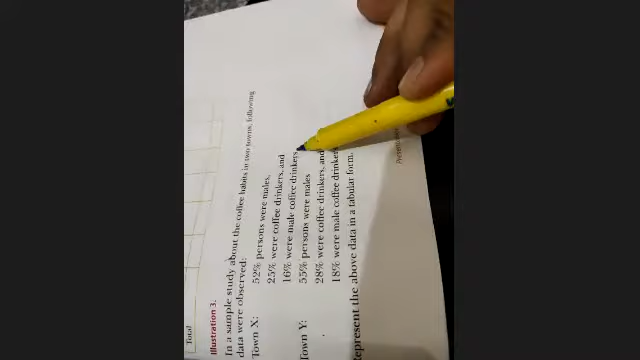 Total
Illustration 3.
In a sample study about the coffee habits in two towns, following
data were observed:
Town X: 52% persons were males,
25% were coffee drinkers, and
16% were male coffee drinkers
Town Y: 55% persons were males
28% were coffee drinkers, and
18% were male coffee drinkers
Represent the above data in a tabular form.